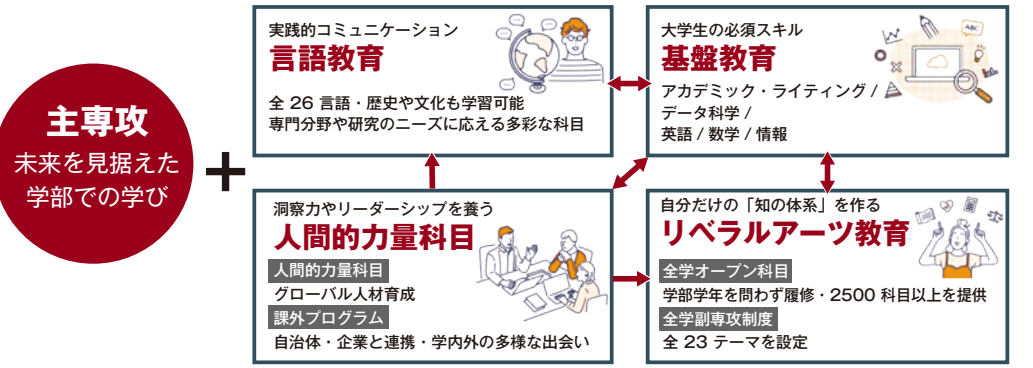 主専攻
未来を見据えた
学部での学び
+
実践的コミュニケーション
言語教育
全 26 言語・歴史や文化も学習可能
専門分野や研究のニーズに応える多彩な科目
大学生の必須スキル
基盤教育
アカデミック・ライティング /
データ科学 /
英語 / 数学 / 情報
ABC
洞察力やリーダーシップを養う
人間的力量科目
人間的力量科目
グローバル人材育成
課外プログラム
自治体・企業と連携・学内外の多様な出会い
自分だけの「知の体系」を作る
リベラルアーツ教育
全学オープン科目
学部学年を問わず履修・2500 科目以上を提供
全学副専攻制度
全 23 テーマを設定